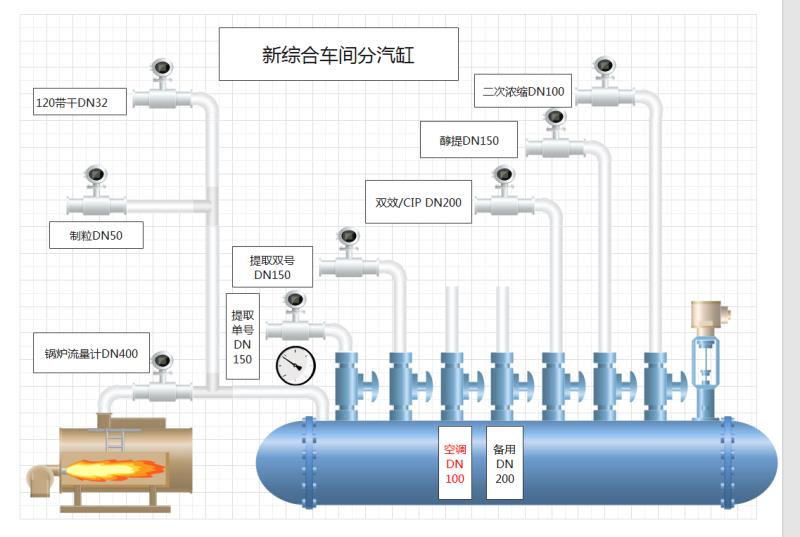 新综合车间分汽缸
120带干DN32
二次浓缩DN100
醇提DN150
双效/CIP DN200
制粒DN50
提取双号
DN150
提取
单号
DN
150
锅炉流量计DN400
空调
DN
100
备用
DN
200